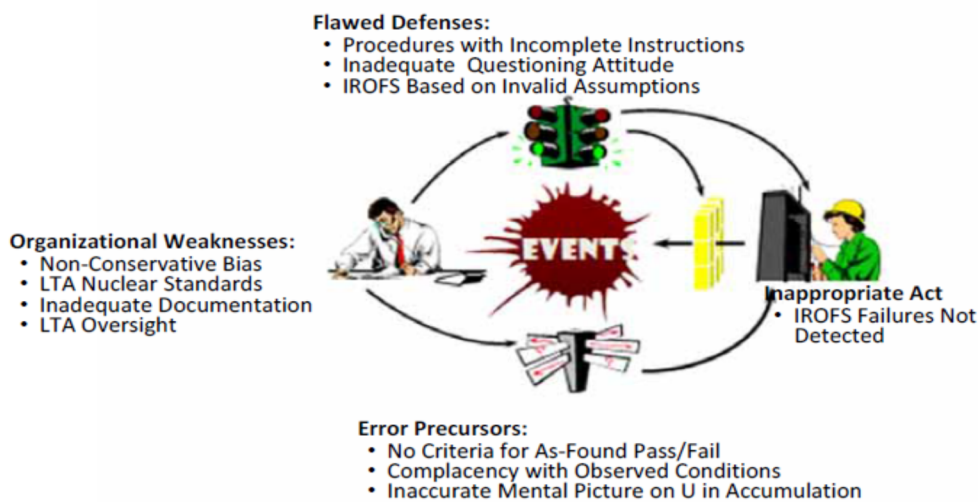 Flawed Defenses:
• Procedures with Incomplete Instructions
• Inadequate Questioning Attitude
• IROFS Based on Invalid Assumptions
EVENTS
Organizational Weaknesses:
• Non-Conservative Bias
• LTA Nuclear Standards
• Inadequate Documentation
• LTA Oversight
Inappropriate Act
• IROFS Failures Not
Detected
Error Precursors:
• No Criteria for As-Found Pass/Fail
• Complacency with Observed Conditions
• Inaccurate Mental Picture on U in Accumulation